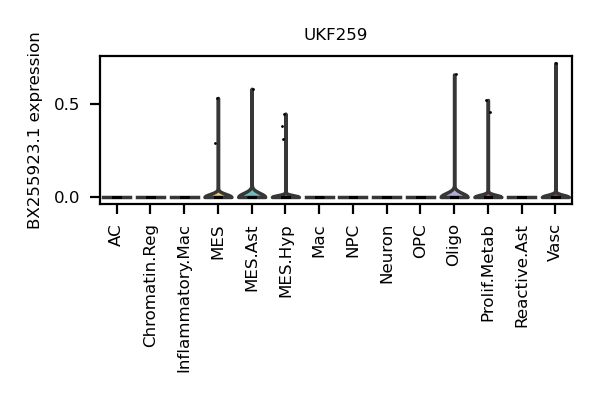 UKF259
BX255923.1 expression
0.5
0.0
AC
Chromatin.Reg
Inflammatory.Mac
MES
MES.Ast
MES.Hyp
Mac
NPC
Neuron
OPC
Oligo
Prolif.Metab
Reactive.Ast
Vasc